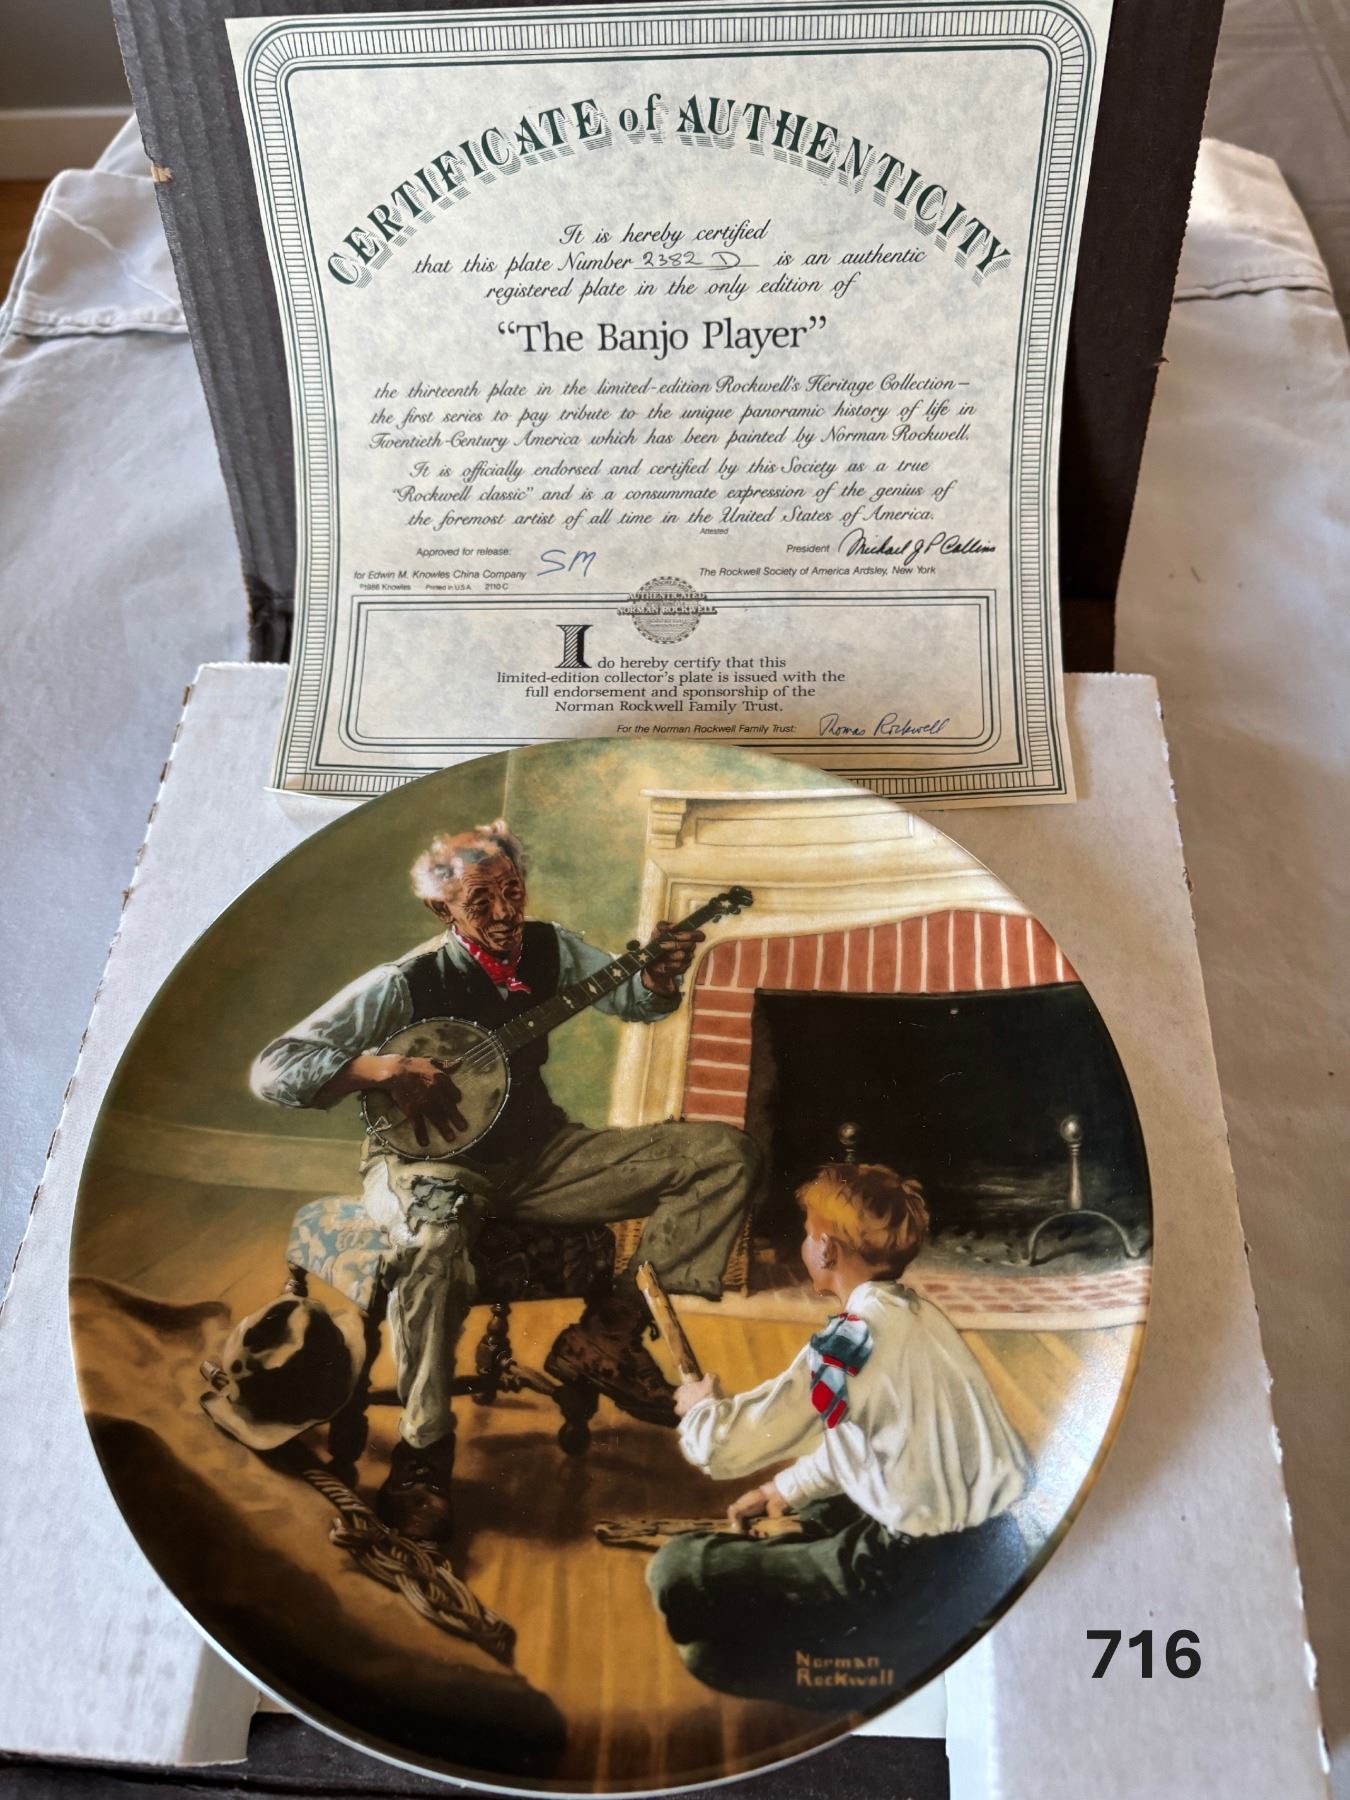 CERTIFICATE of AUTHENTICITY
It is hereby certified
that this plate Number 2382 D is an authentic
registered plate in the only edition of
“The Banjo Player”
the thirteenth plate in the limited-edition Rockwell's Heritage Collection—
the first series to pay tribute to the unique panoramic history of life in
Twentieth-Century America which has been painted by Norman Rockwell.
It is officially endorsed and certified by this Society as a true
"Rockwell classic" and is a consummate expression of the genius of
the foremost artist of all time in the United States of America.
Attested
Approved for release: SM
President Michael J P Collins
for Edwin M. Knowles China Company
The Rockwell Society of America Ardsley, New York
©1986 Knowles Printed in U.S.A. 2110-C
AUTHENTICATED
NORMAN ROCKWELL
I do hereby certify that this
limited-edition collector's plate is issued with the
full endorsement and sponsorship of the
Norman Rockwell Family Trust.
For the Norman Rockwell Family Trust: Thomas Rockwell
Norman
Rockwell
716